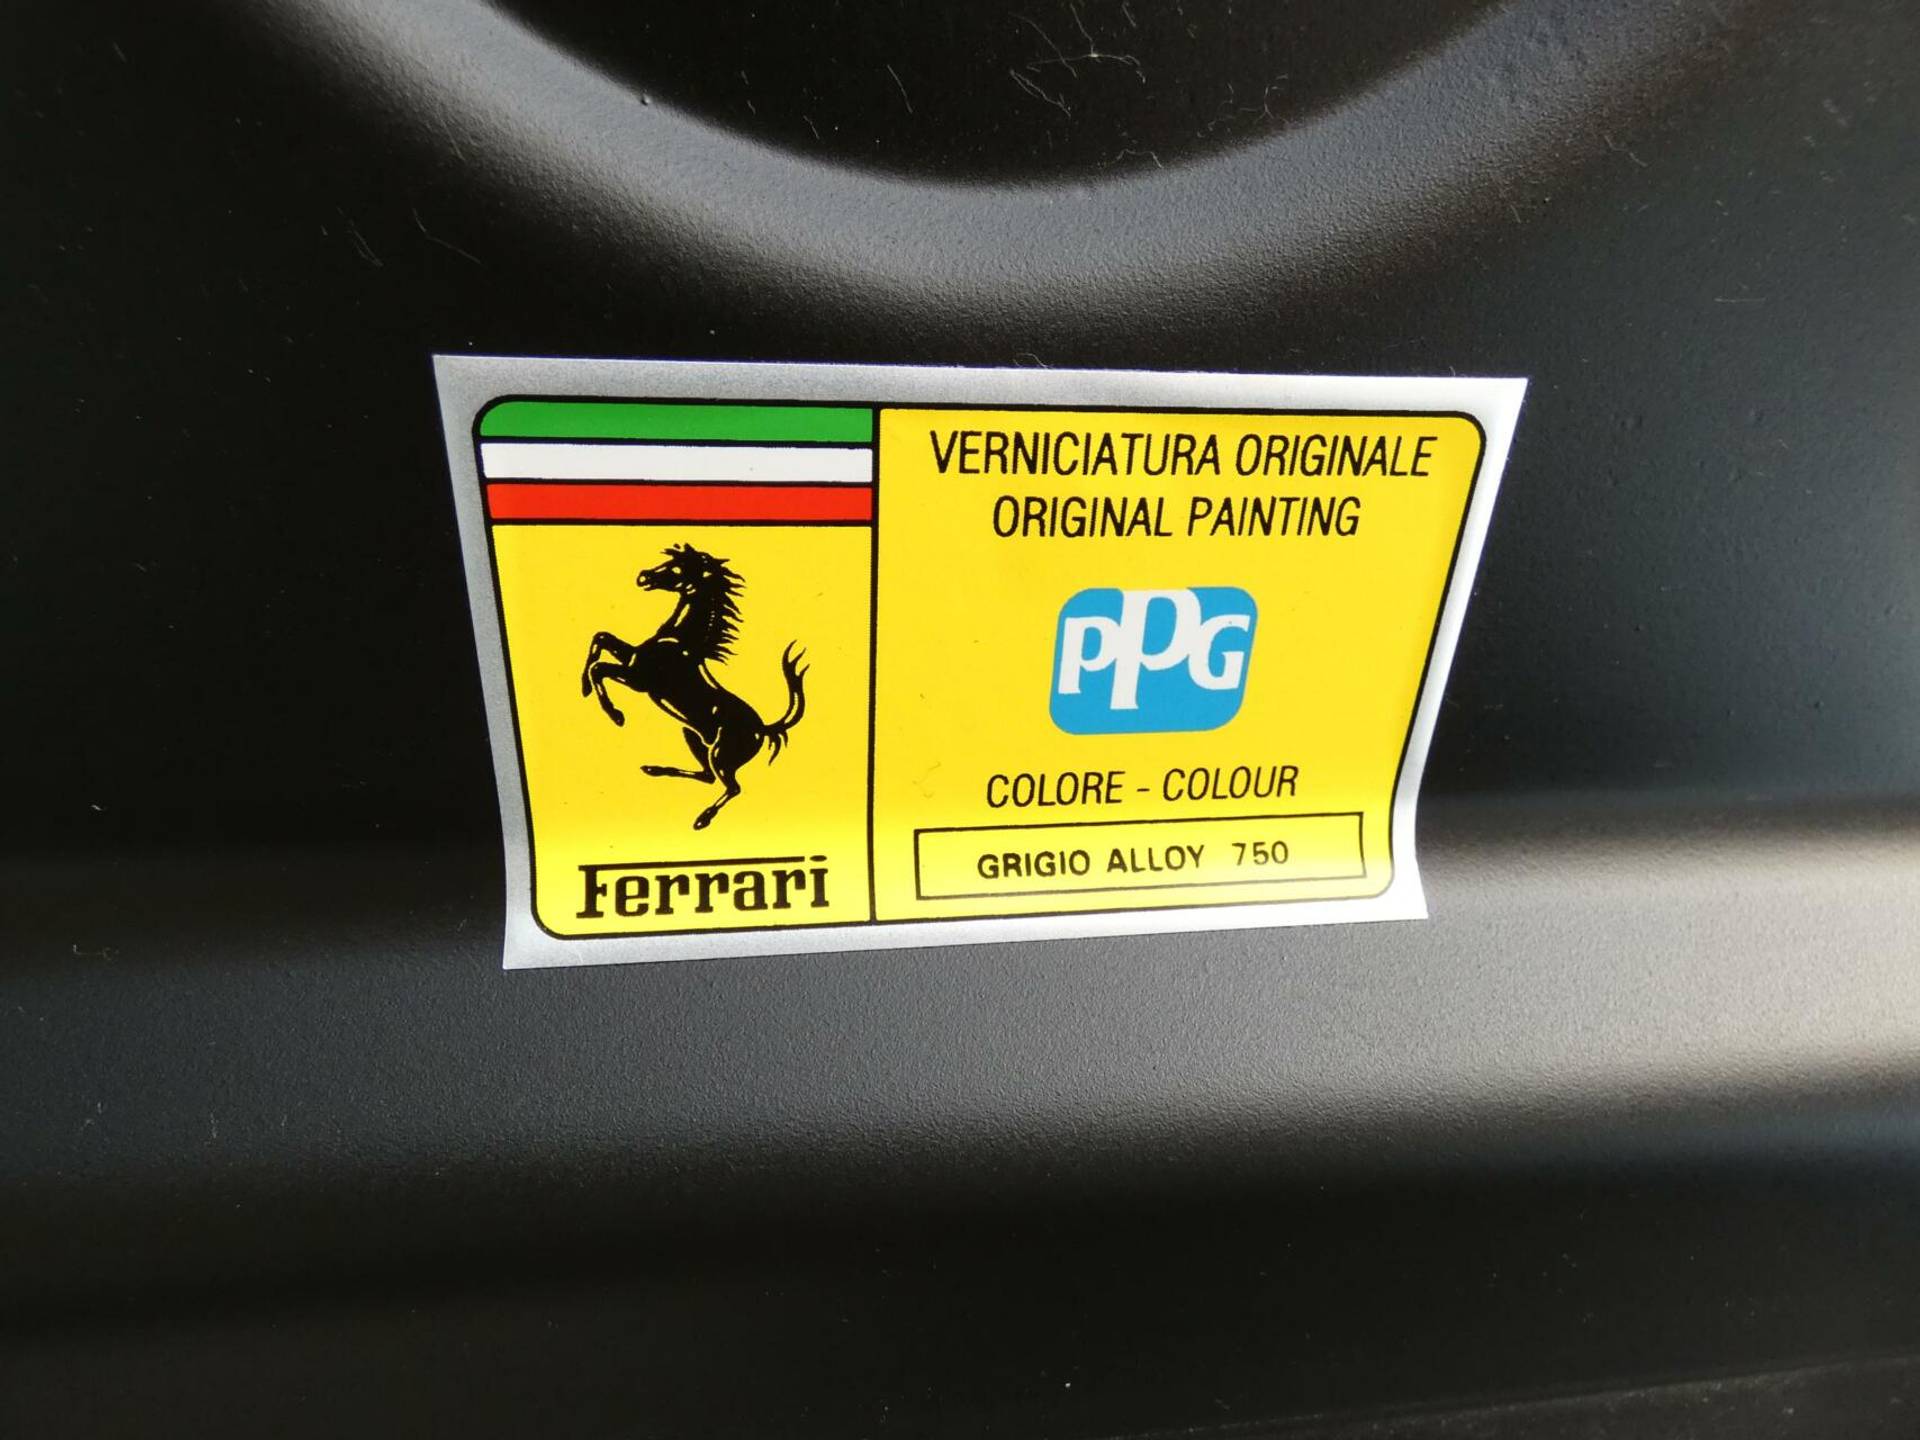 VERNICIATURA ORIGINALE
ORIGINAL PAINTING
PPG
COLORE - COLOUR
GRIGIO ALLOY 750
Ferrari